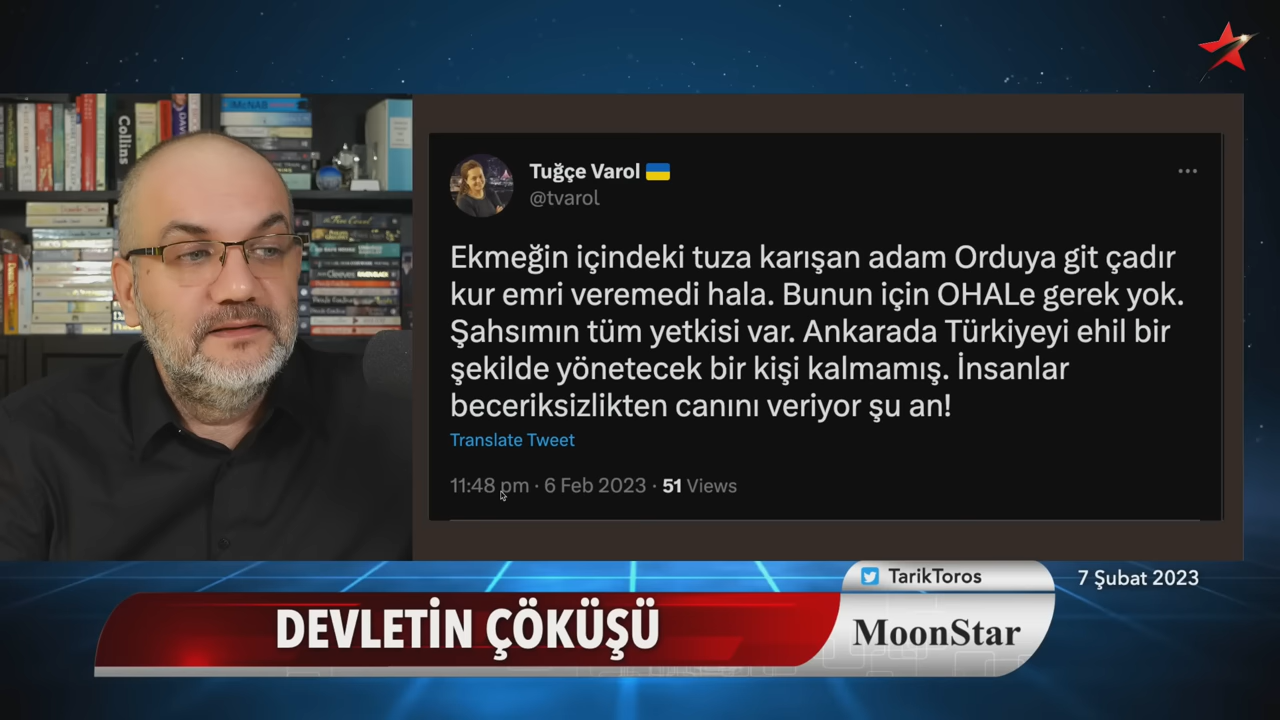 Collins
Tuğçe Varol
@tvarol
Ekmeğin içindeki tuza karışan adam Orduya git çadır
kur emri veremedi hala. Bunun için OHALe gerek yok.
Şahsımın tüm yetkisi var. Ankarada Türkiyeyi ehil bir
şekilde yönetecek bir kişi kalmamış. İnsanlar
beceriksizlikten canını veriyor şu an!
Translate Tweet
11:48 pm · 6 Feb 2023 · 51 Views
TarikToros
7 Şubat 2023
DEVLETİN ÇÖKÜŞÜ
MoonStar